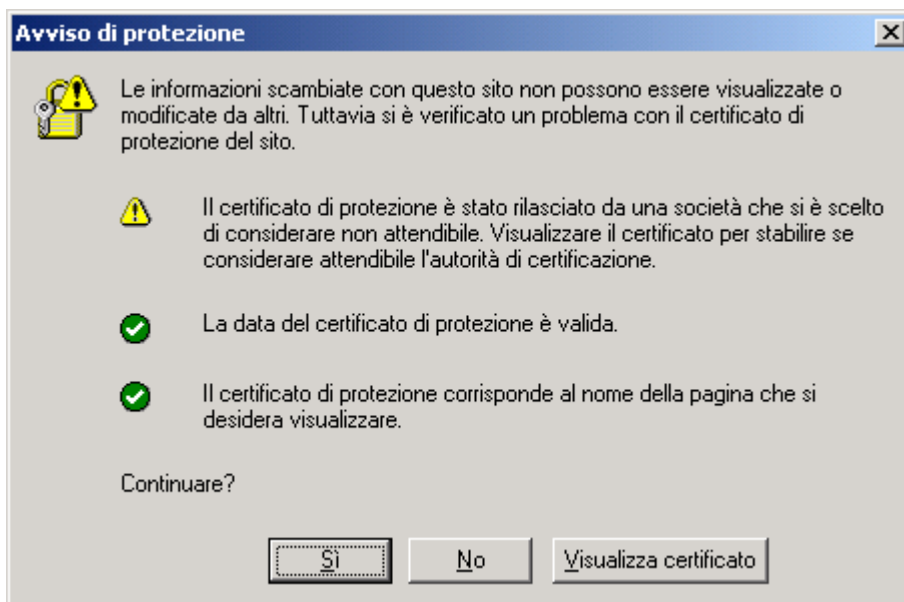 Avviso di protezione
Le informazioni scambiate con questo sito non possono essere visualizzate o
modificate da altri. Tuttavia si è verificato un problema con il certificato di
protezione del sito.
Il certificato di protezione è stato rilasciato da una società che si è scelto
di considerare non attendibile. Visualizzare il certificato per stabilire se
considerare attendibile l'autorità di certificazione.
La data del certificato di protezione è valida.
Il certificato di protezione corrisponde al nome della pagina che si
desidera visualizzare.
Continuare?
Sì No Visualizza certificato